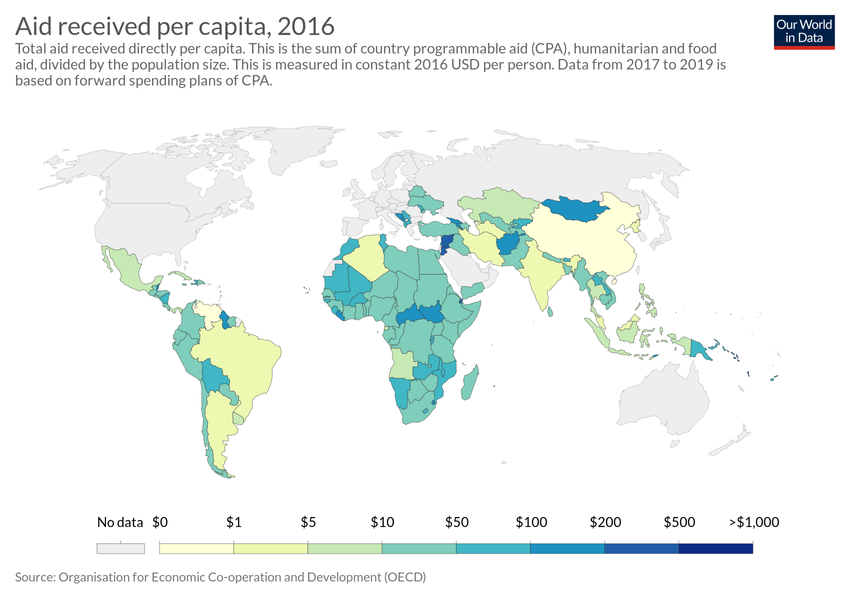 Aid received per capita, 2016
Our World
in Data
Total aid received directly per capita. This is the sum of country programmable aid (CPA), humanitarian and food
aid, divided by the population size. This is measured in constant 2016 USD per person. Data from 2017 to 2019 is
based on forward spending plans of CPA.
No data $0 $1 $5 $10 $50 $100 $200 $500 >$1,000
Source: Organisation for Economic Co-operation and Development (OECD)